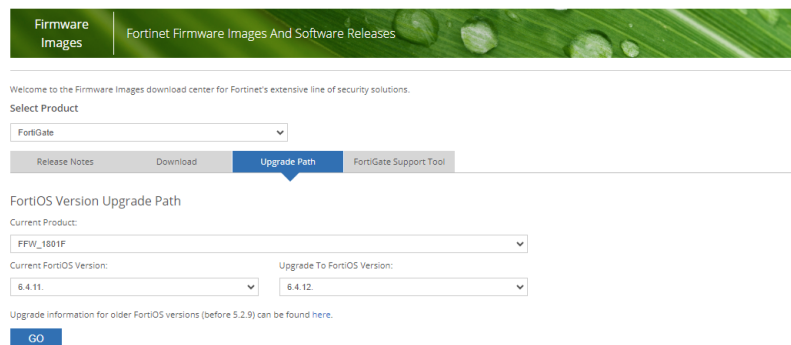 Firmware
Images
Fortinet Firmware Images And Software Releases
Welcome to the Firmware Images download center for Fortinet's extensive line of security solutions.
Select Product
FortiGate
Release Notes Download Upgrade Path FortiGate Support Tool
FortiOS Version Upgrade Path
Current Product:
FFW_1801F
Current FortiOS Version: Upgrade To FortiOS Version:
6.4.11. 6.4.12.
Upgrade information for older FortiOS versions (before 5.2.9) can be found here.
GO